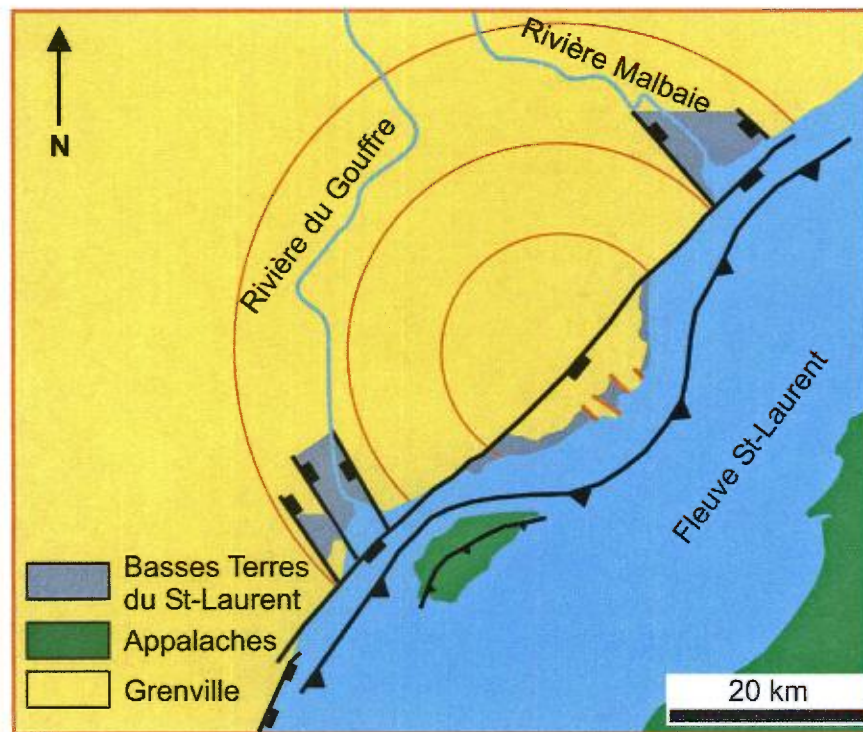 Rivière Malbaie
N
Rivière du Gouffre
Fleuve St-Laurent
Basses Terres
du St-Laurent
Appalaches
Grenville
20 km